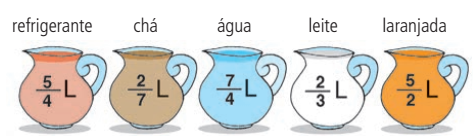 refrigerante chá água leite laranjada
5/4 L 2/7 L 7/4 L 2/3 L 5/2 L